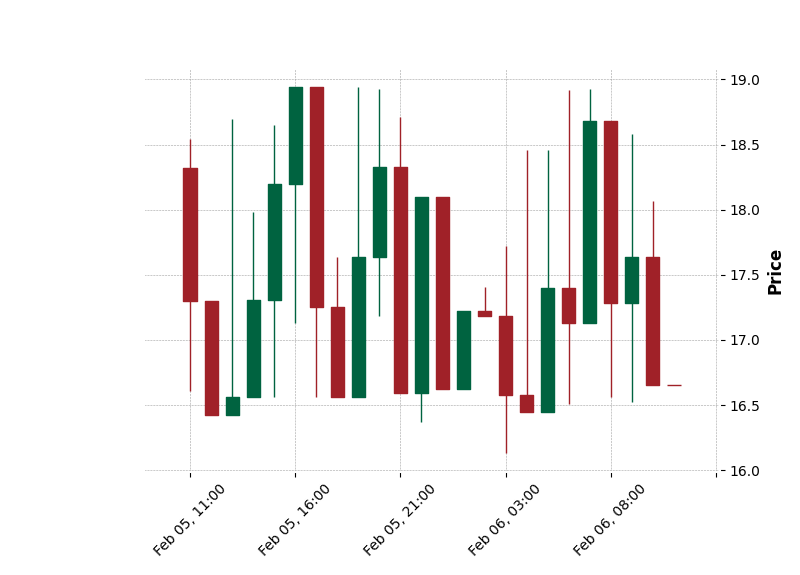 19.0
18.5
18.0
17.5
17.0
16.5
16.0
Price
Feb 05, 11:00
Feb 05, 16:00
Feb 05, 21:00
Feb 06, 03:00
Feb 06, 08:00